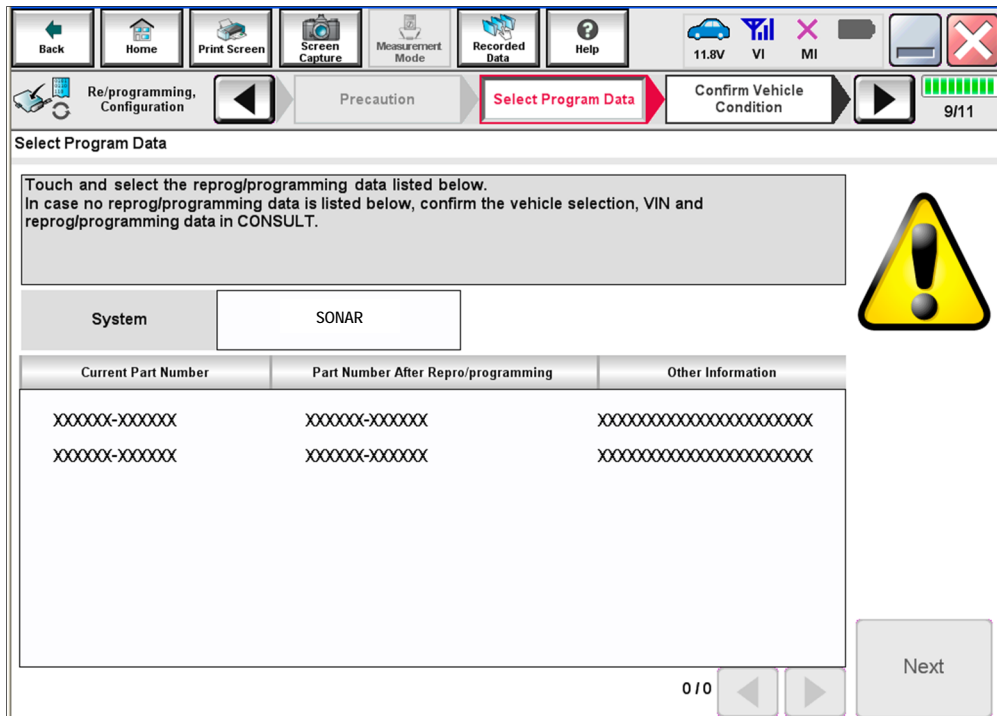 Back
Home
Print Screen
Screen
Capture
Measurement
Mode
Recorded
Data
Help
11.8V
VI
MI
Re/programming,
Configuration
Precaution
Select Program Data
Confirm Vehicle
Condition
9/11
Select Program Data
Touch and select the reprog/programming data listed below.
In case no reprog/programming data is listed below, confirm the vehicle selection, VIN and
reprog/programming data in CONSULT.
System
SONAR
Current Part Number
Part Number After Repro/programming
Other Information
XXXXXX-XXXXXX XXXXXX-XXXXXX XXXXXXXXXXXXXXXXXXXXXX
XXXXXX-XXXXXX XXXXXX-XXXXXX XXXXXXXXXXXXXXXXXXXXXX
0/0
Next